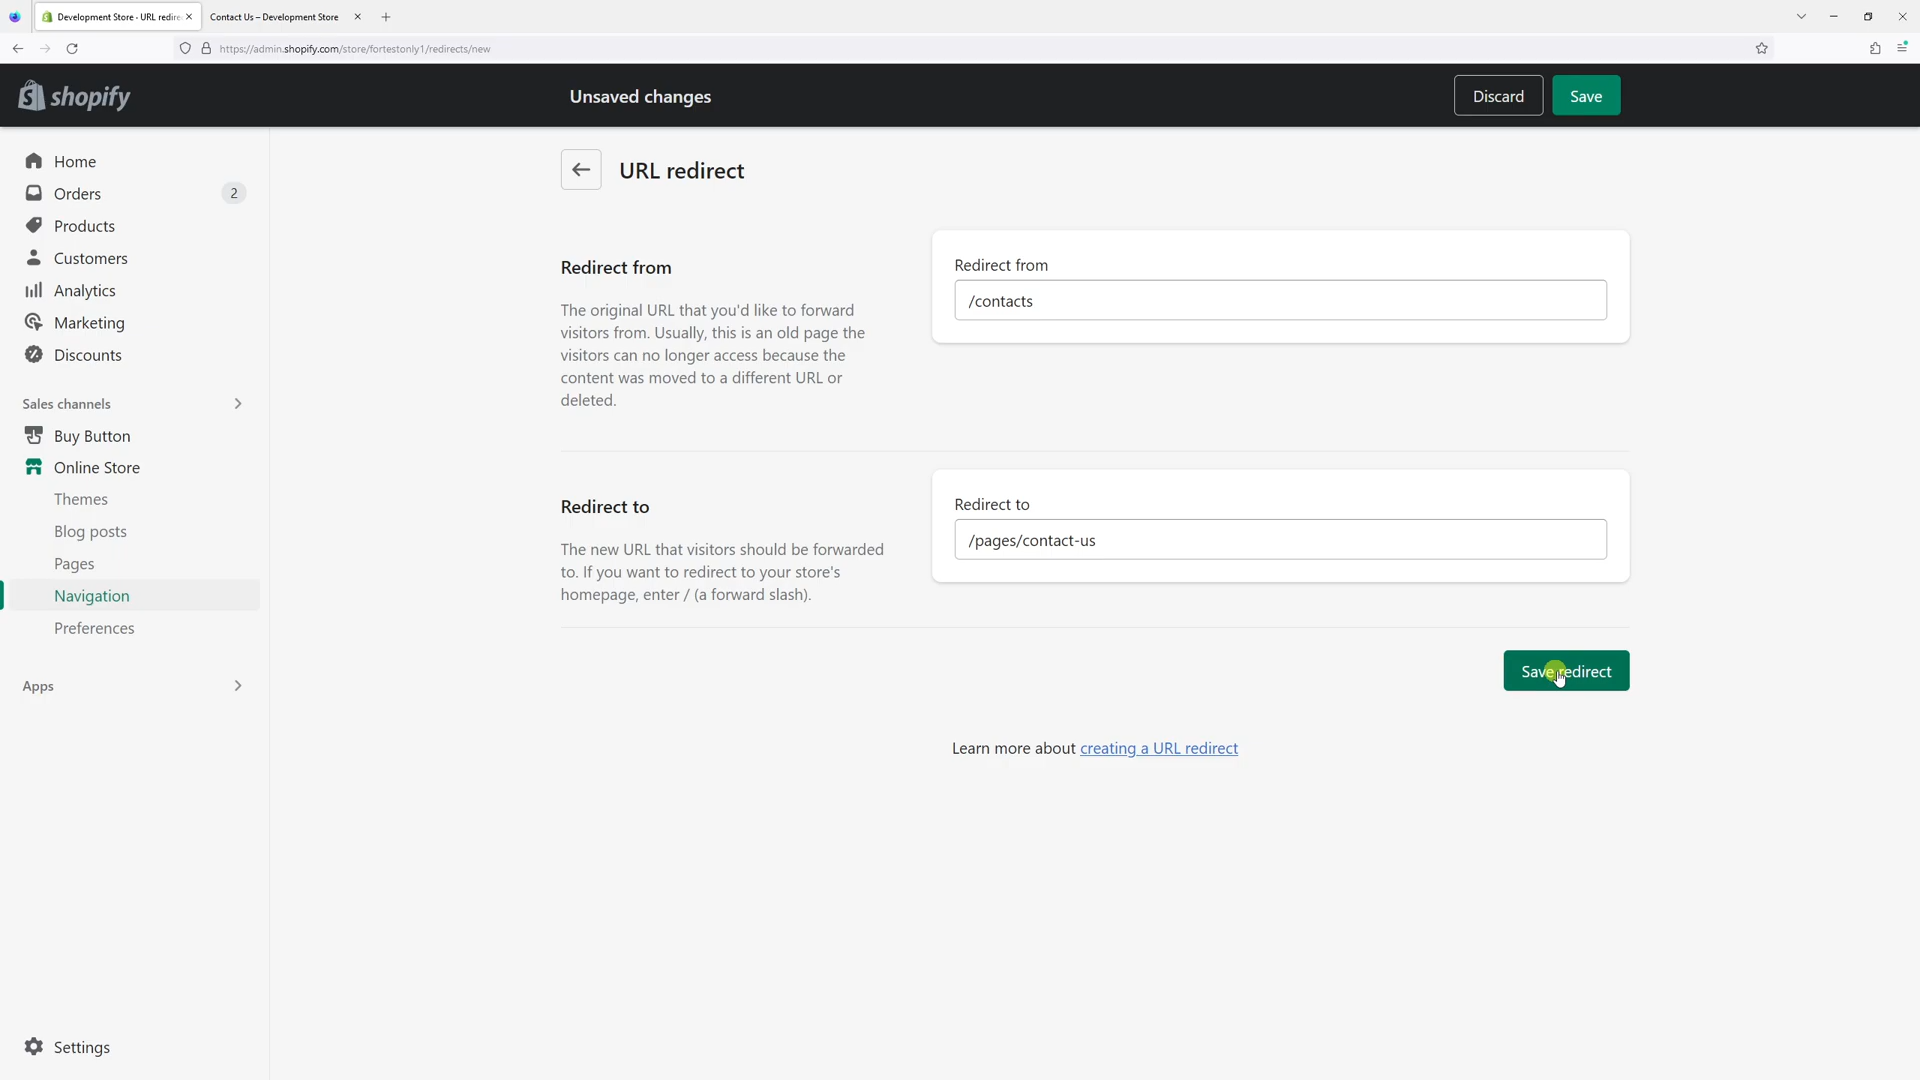 Development Store - URL redire
Contact Us – Development Store
https://admin.shopify.com/store/fortestonly1/redirects/new
shopify
Unsaved changes
Discard
Save
Home
Orders
2
Products
Customers
Analytics
Marketing
Discounts
Sales channels
Buy Button
Online Store
Themes
Blog posts
Pages
Navigation
Preferences
Apps
Settings
URL redirect
Redirect from
The original URL that you'd like to forward
visitors from. Usually, this is an old page the
visitors can no longer access because the
content was moved to a different URL or
deleted.
Redirect from
/contacts
Redirect to
The new URL that visitors should be forwarded
to. If you want to redirect to your store's
homepage, enter / (a forward slash).
Redirect to
/pages/contact-us
Save redirect
Learn more about creating a URL redirect